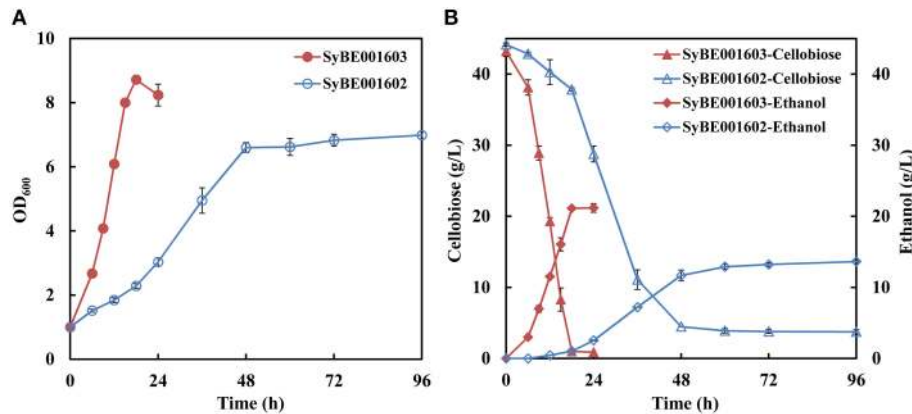 A
10
8
6
4
2
0
OD600
0 24 48 72 96
Time (h)
SyBE001603
SyBE001602
B
40
30
20
10
0
Cellobiose (g/L)
0 24 48 72 96
Time (h)
SyBE001603-Cellobiose
SyBE001602-Cellobiose
SyBE001603-Ethanol
SyBE001602-Ethanol
40
30
20
10
0
Ethanol (g/L)